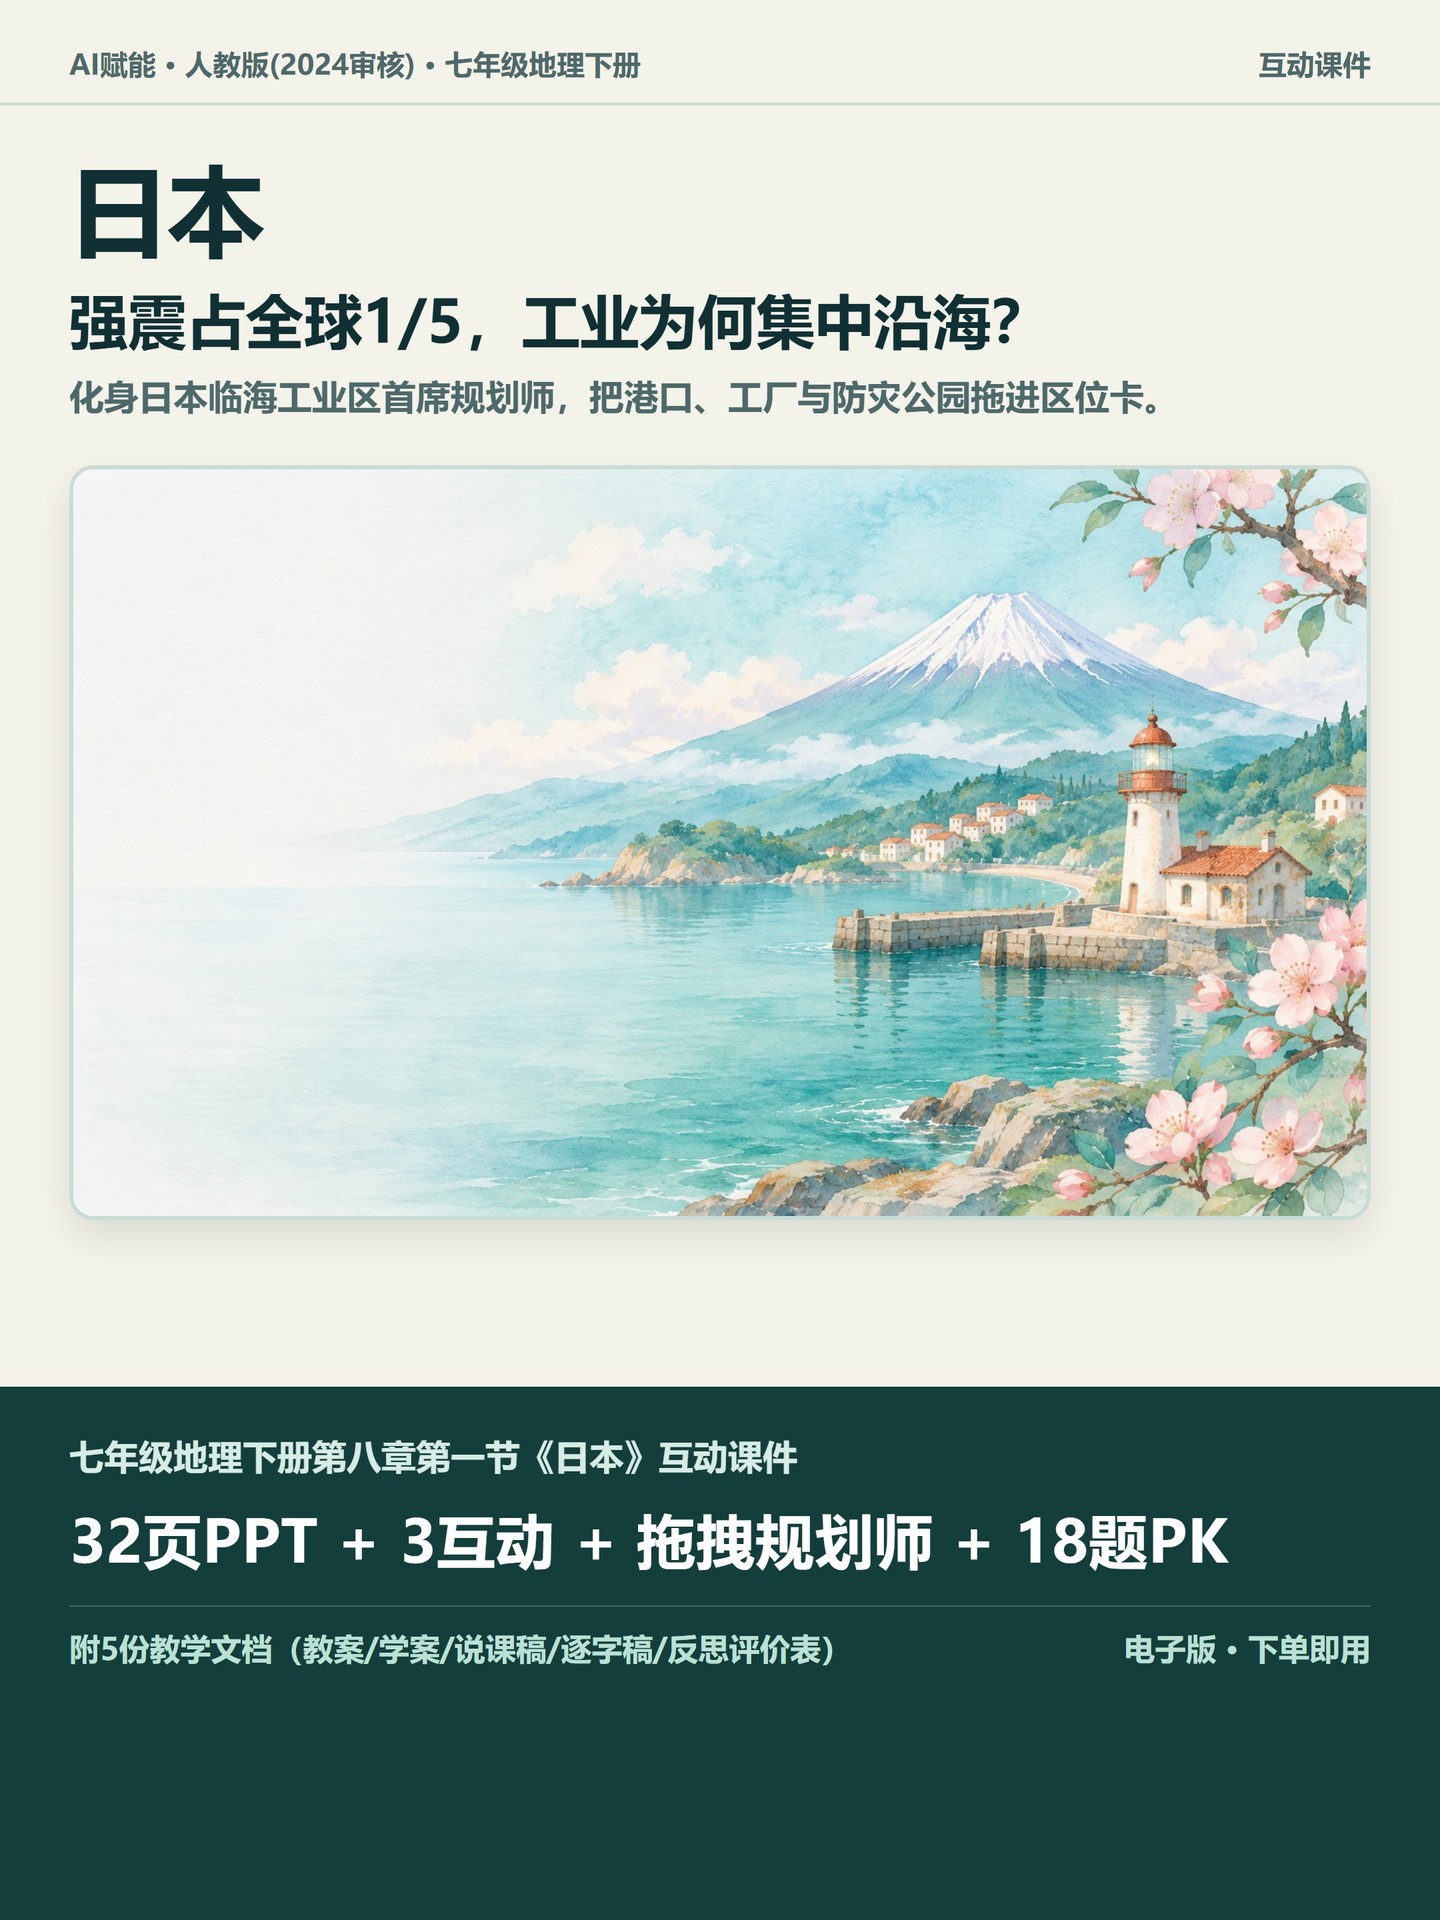 AI赋能 • 人教版(2024审核) • 七年级地理下册
互动课件
日本
强震占全球1/5，工业为何集中沿海？
化身日本临海工业区首席规划师，把港口、工厂与防灾公园拖进区位卡。
七年级地理下册第八章第一节《日本》互动课件
32页PPT + 3互动 + 拖拽规划师 + 18题PK
附5份教学文档（教案/学案/说课稿/逐字稿/反思评价表）
电子版 • 下单即用